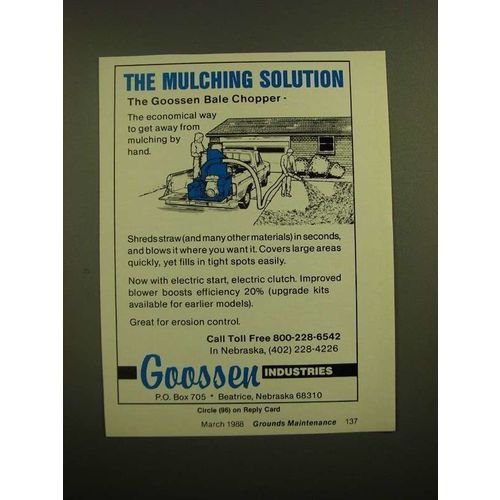 THE MULCHING SOLUTION
The Goossen Bale Chopper -
The economical way
to get away from
mulching by
hand.
Shreds straw (and many other materials) in seconds,
and blows it where you want it. Covers large areas
quickly, yet fills in tight spots easily.
Now with electric start, electric clutch. Improved
blower boosts efficiency 20% (upgrade kits
available for earlier models).
Great for erosion control.
Call Toll Free 800-228-6542
In Nebraska, (402) 228-4226
Goossen INDUSTRIES
P.O. Box 705 * Beatrice, Nebraska 68310
Circle (96) on Reply Card
March 1988 Grounds Maintenance 137